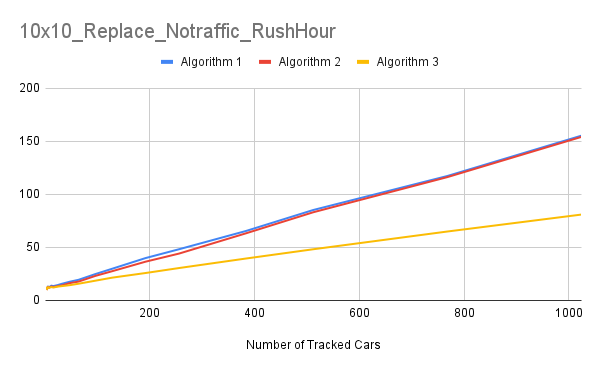 10x10_Replace_Notraffic_RushHour
Algorithm 1 Algorithm 2 Algorithm 3
200
150
100
50
0
200 400 600 800 1000
Number of Tracked Cars